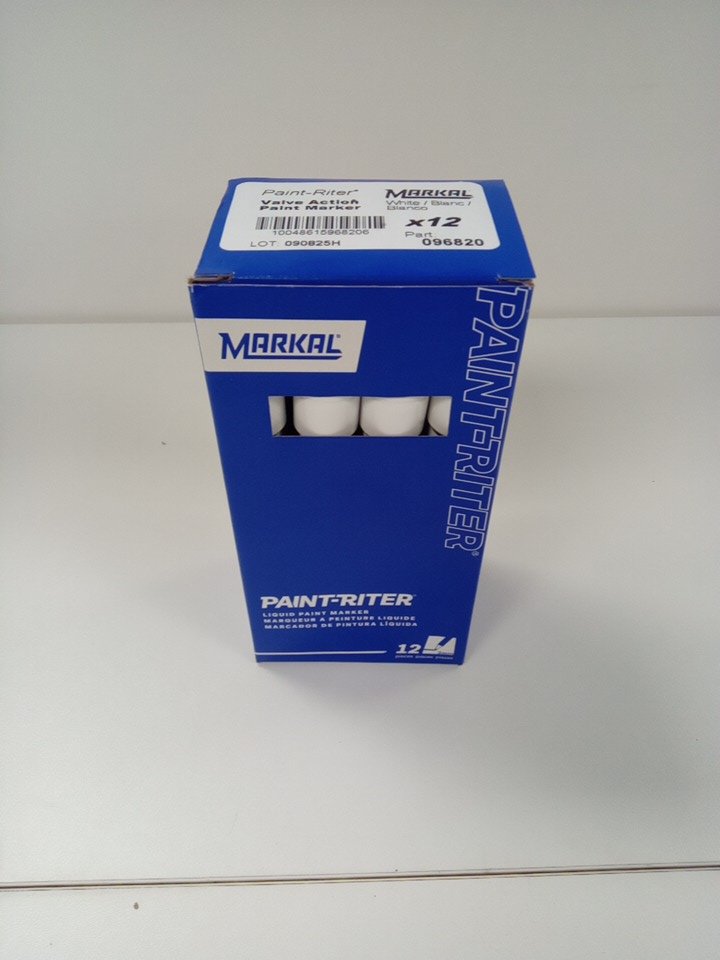 Paint-Riter®
Valve Action
Paint Marker
10048615968206
LOT. 090825H
MARKAL
White / Blanc /
Blanco
x12
Part
096820
MARKAL®
PAINT-RITER®
PAINT-RITER™
LIQUID PAINT MARKER
MARQUEUR A PEINTURE LIQUIDE
MARCADOR DE PINTURA LÍQUIDA
12